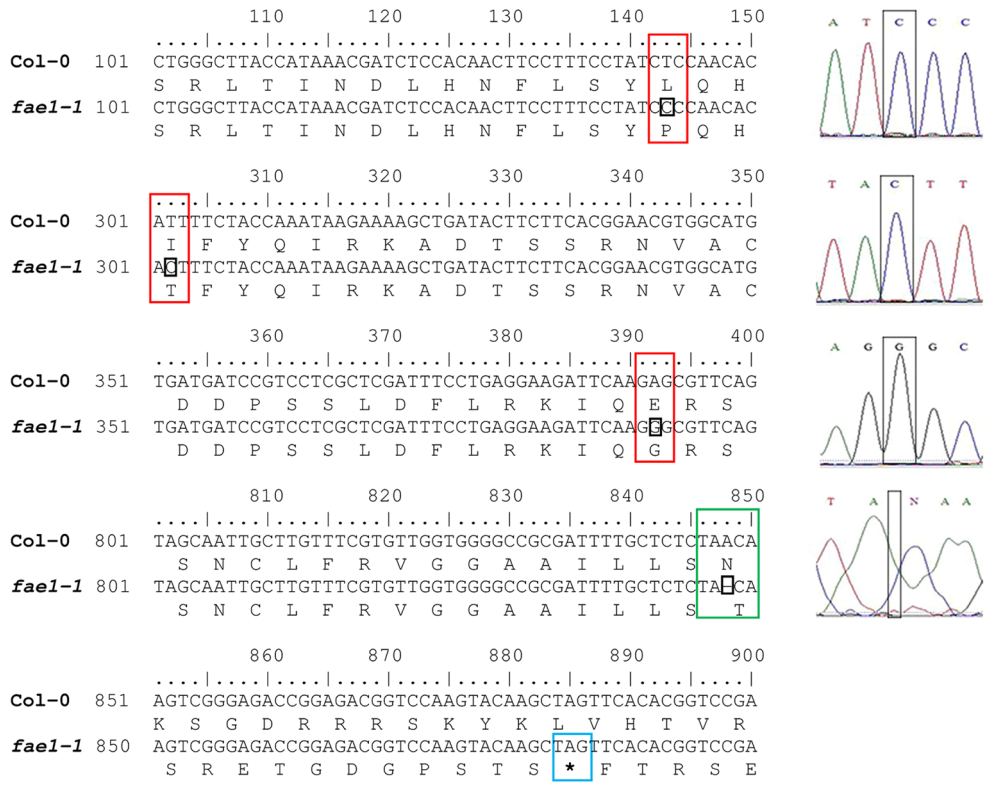 110 120 130 140 150
....|....|....|....|....|....|....|....|....|....|
Col-0 101 CTGGGCTTACCATAAACGATCTCCACAACTTCCTTTCCTATCTCCAACAC
S R L T I N D L H N F L S Y L Q H
fae1-1 101 CTGGGCTTACCATAAACGATCTCCACAACTTCCTTTCCTATCCCCAACAC
S R L T I N D L H N F L S Y P Q H
A T C C C
310 320 330 340 350
....|....|....|....|....|....|....|....|....|....|
Col-0 301 ATTTTCTACCAAATAAGAAAAGCTGATACTTCTTCACGGAACGTGGCATG
I F Y Q I R K A D T S S R N V A C
fae1-1 301 ACTTTCTACCAAATAAGAAAAGCTGATACTTCTTCACGGAACGTGGCATG
T F Y Q I R K A D T S S R N V A C
T A C T T
360 370 380 390 400
....|....|....|....|....|....|....|....|....|....|
Col-0 351 TGATGATCCGTCCTCGCTCGATTTCCTGAGGAAGATTCAAGAGCGTTCAG
D D P S S L D F L R K I Q E R S
fae1-1 351 TGATGATCCGTCCTCGCTCGATTTCCTGAGGAAGATTCAAGGGCGTTCAG
D D P S S L D F L R K I Q G R S
A G G G C
810 820 830 840 850
....|....|....|....|....|....|....|....|....|....|
Col-0 801 TAGCAATTGCTTGTTTCGTGTTGGTGGGGCCGCGATTTTGCTCTCTAACA
S N C L F R V G G A A I L L S N
fae1-1 801 TAGCAATTGCTTGTTTCGTGTTGGTGGGGCCGCGATTTTGCTCTCTA CA
S N C L F R V G G A A I L L S T
T A N A A
860 870 880 890 900
....|....|....|....|....|....|....|....|....|....|
Col-0 851 AGTCGGGAGACCGGAGACGGTCCAAGTACAAGCTAGTTCACACGGTCCGA
K S G D R R R S K Y K L V H T V R
fae1-1 850 AGTCGGGAGACCGGAGACGGTCCAAGTACAAGCTAGTTCACACGGTCCGA
S R E T G D G P S T S * F T R S E